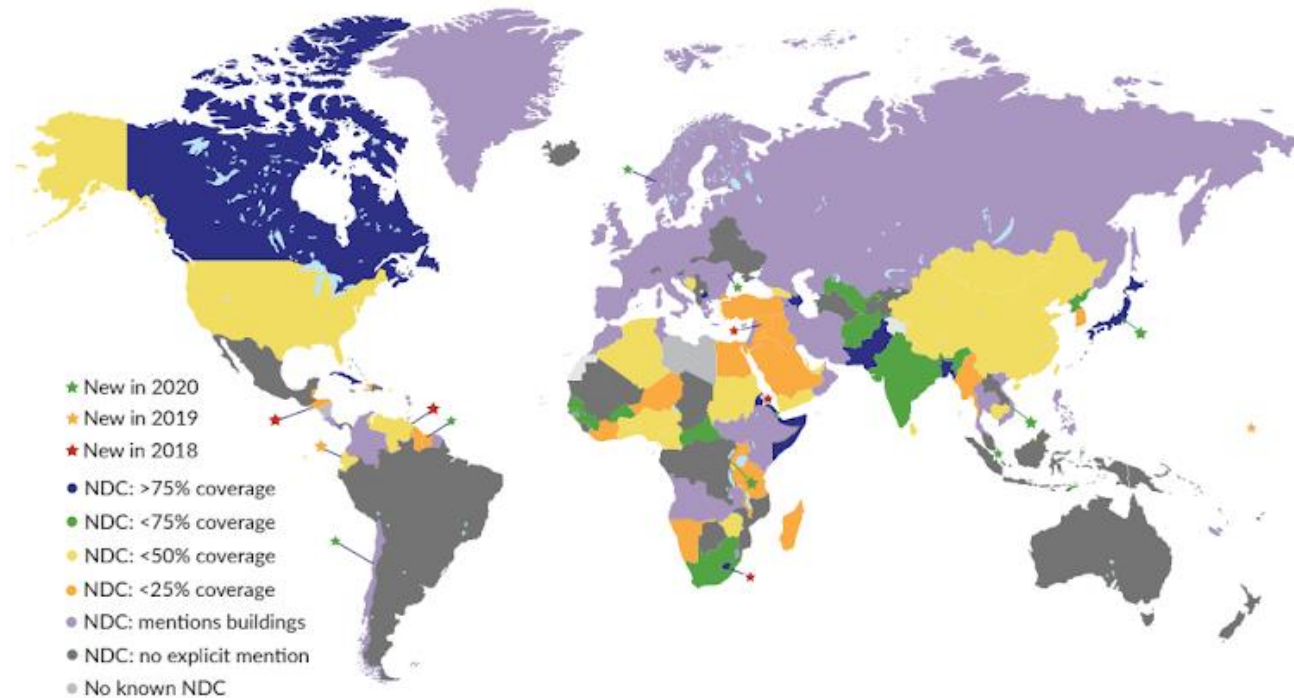 New in 2020
New in 2019
New in 2018
NDC: >75% coverage
NDC: <75% coverage
NDC: <50% coverage
NDC: <25% coverage
NDC: mentions buildings
NDC: no explicit mention
No known NDC